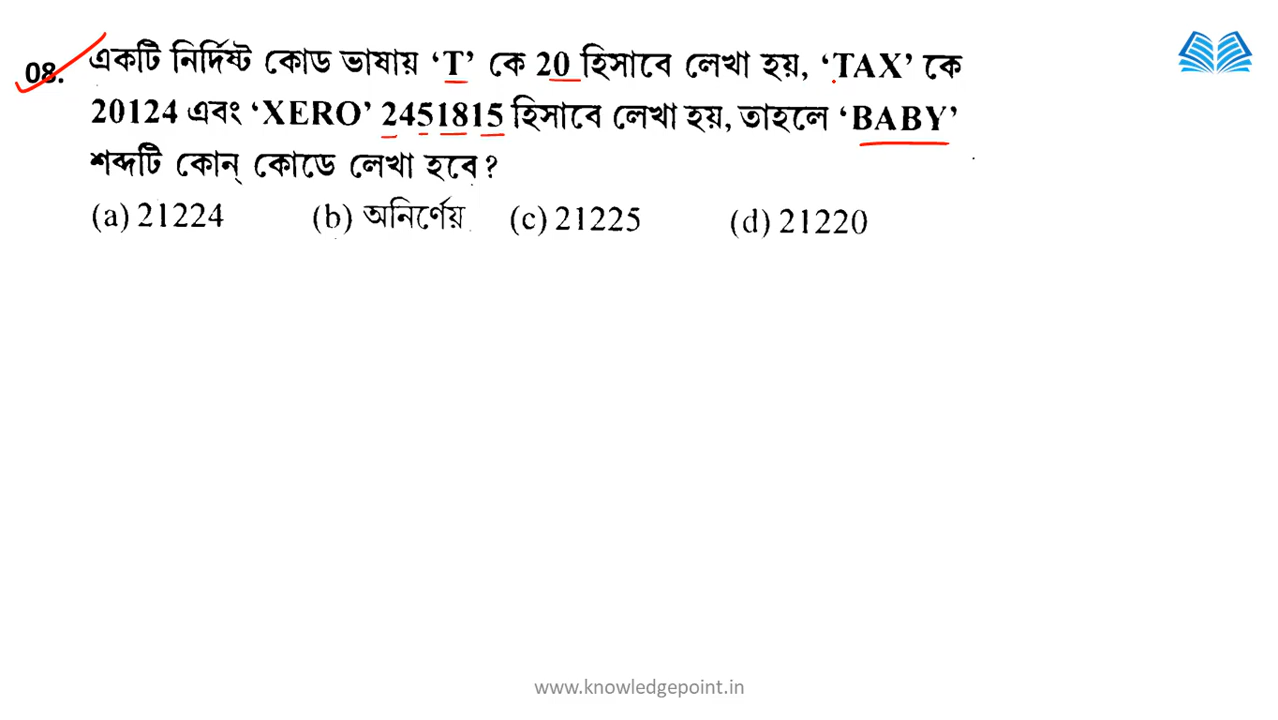 08. একটি নির্দিষ্ট কোড ভাষায় ‘T’ কে 20 হিসাবে লেখা হয়, ‘TAX’ কে
20124 এবং ‘XERO’ 2451815 হিসাবে লেখা হয়, তাহলে ‘BABY’
শব্দটি কোন্ কোডে লেখা হবে?
(a) 21224 (b) অনির্ণেয় (c) 21225 (d) 21220
www.knowledgepoint.in